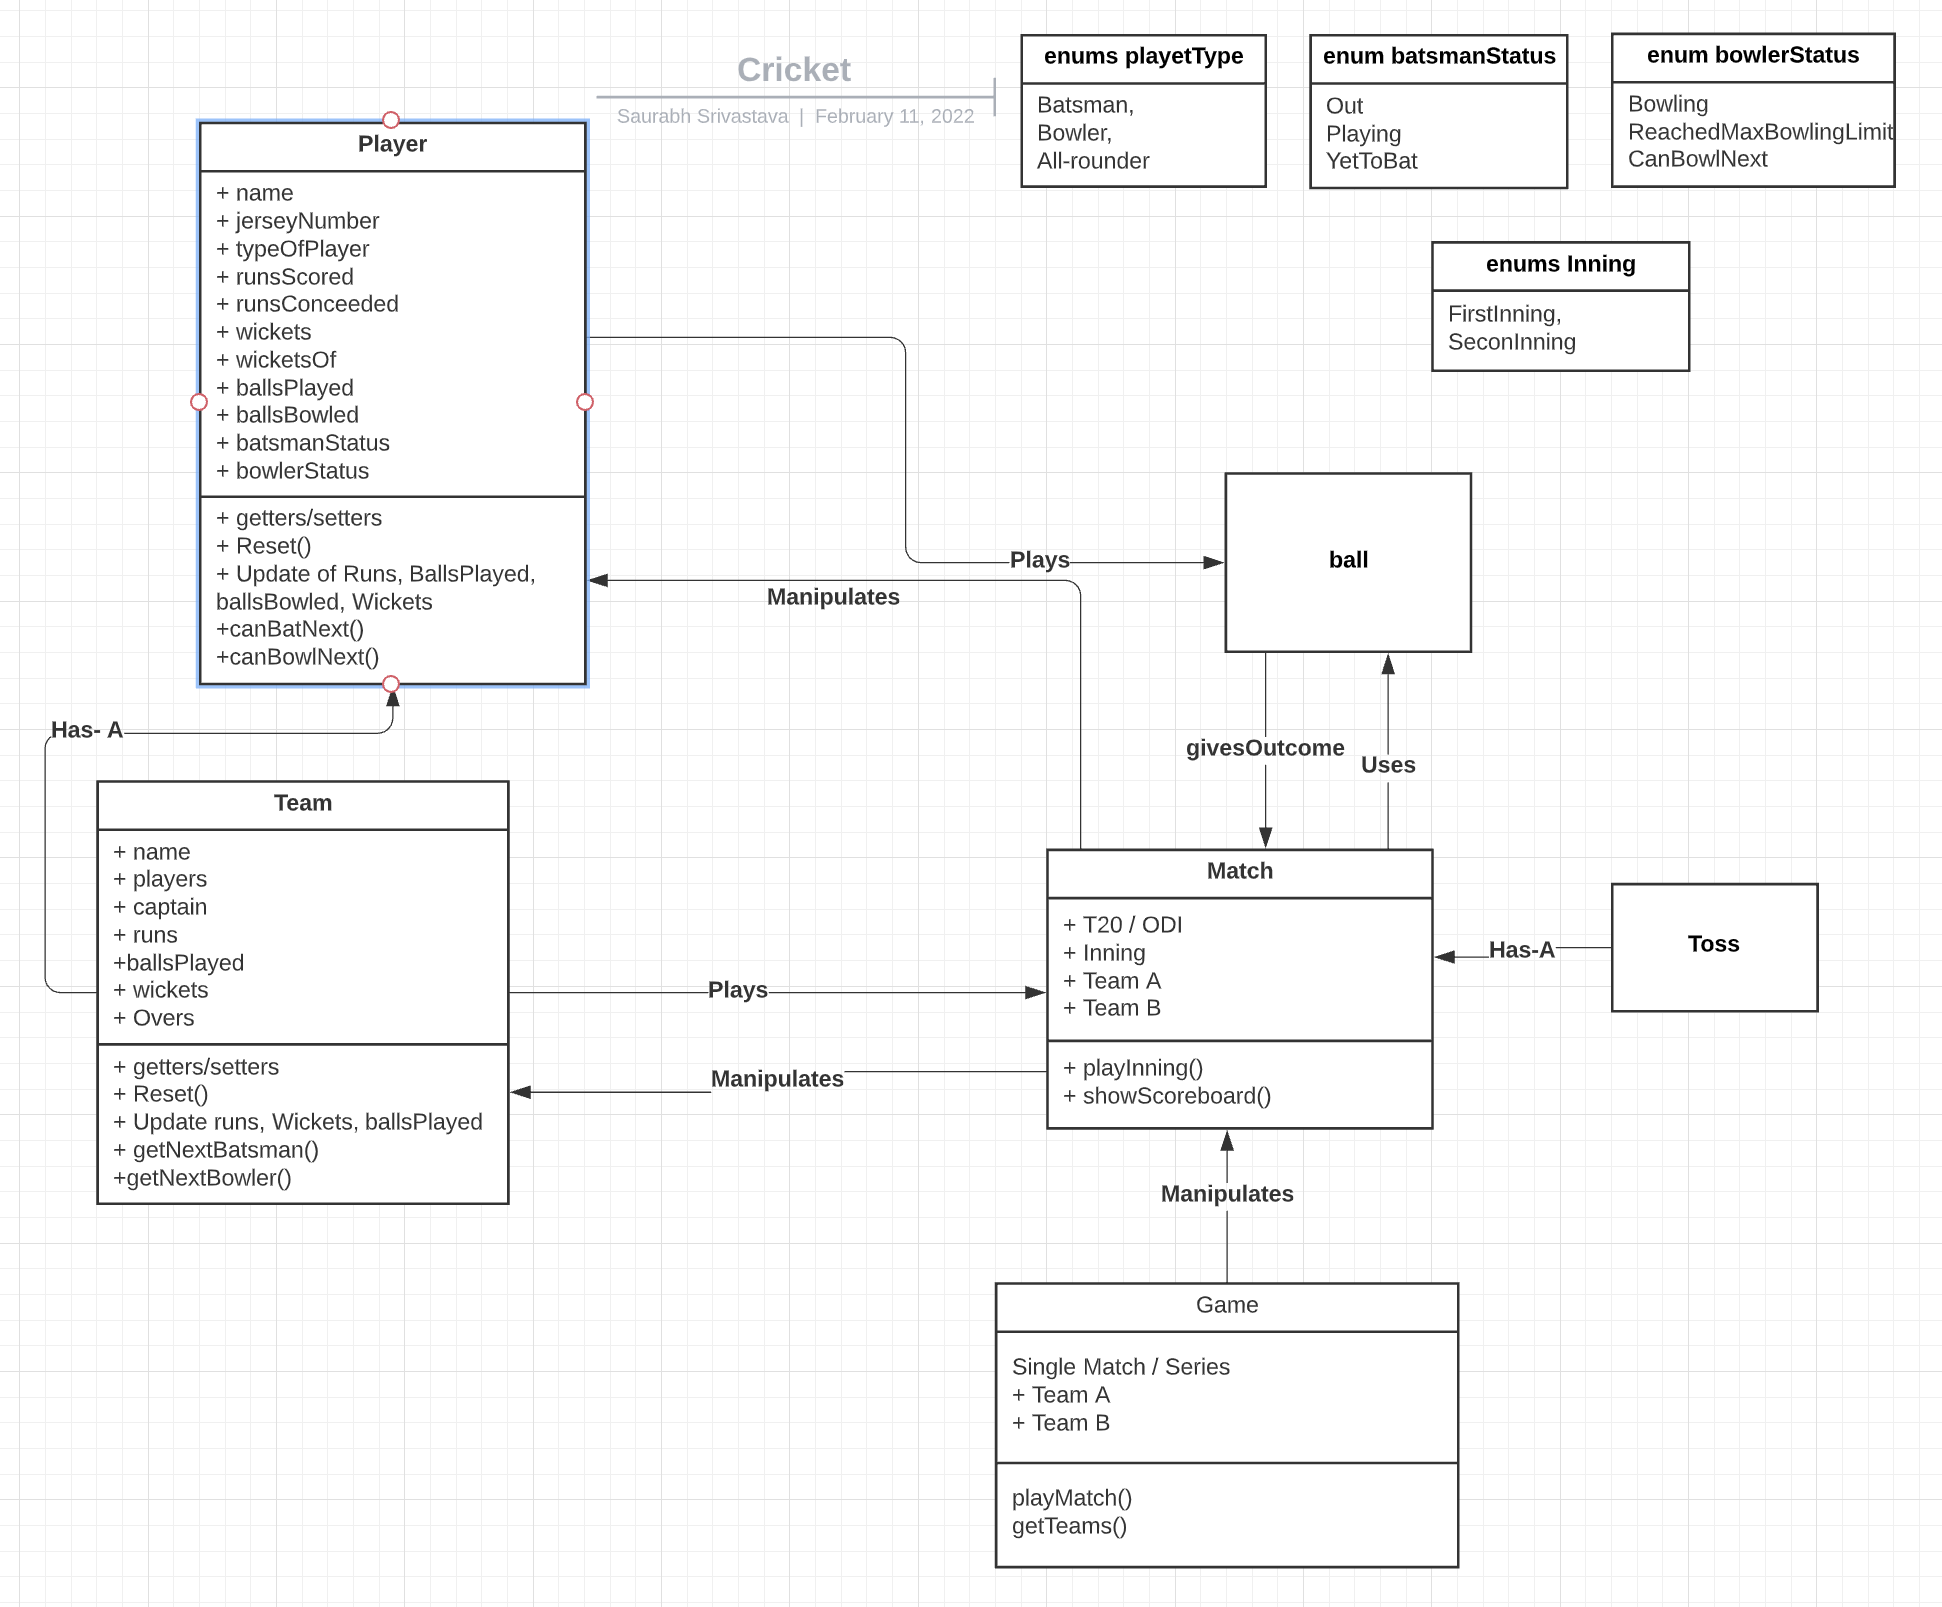 Cricket
Saurabh Srivastava | February 11, 2022
enums playetType
Batsman,
Bowler,
All-rounder
enum batsmanStatus
Out
Playing
YetToBat
enum bowlerStatus
Bowling
ReachedMaxBowlingLimit
CanBowlNext
enums Inning
FirstInning,
SeconInning
Player
+ name
+ jerseyNumber
+ typeOfPlayer
+ runsScored
+ runsConceeded
+ wickets
+ wicketsOf
+ ballsPlayed
+ ballsBowled
+ batsmanStatus
+ bowlerStatus
+ getters/setters
+ Reset()
+ Update of Runs, BallsPlayed,
ballsBowled, Wickets
+canBatNext()
+canBowlNext()
Plays
Manipulates
ball
givesOutcome
Uses
Has- A
Team
+ name
+ players
+ captain
+ runs
+ballsPlayed
+ wickets
+ Overs
+ getters/setters
+ Reset()
+ Update runs, Wickets, ballsPlayed
+ getNextBatsman()
+getNextBowler()
Plays
Manipulates
Match
+ T20 / ODI
+ Inning
+ Team A
+ Team B
+ playInning()
+ showScoreboard()
Has-A
Toss
Manipulates
Game
Single Match / Series
+ Team A
+ Team B
playMatch()
getTeams()